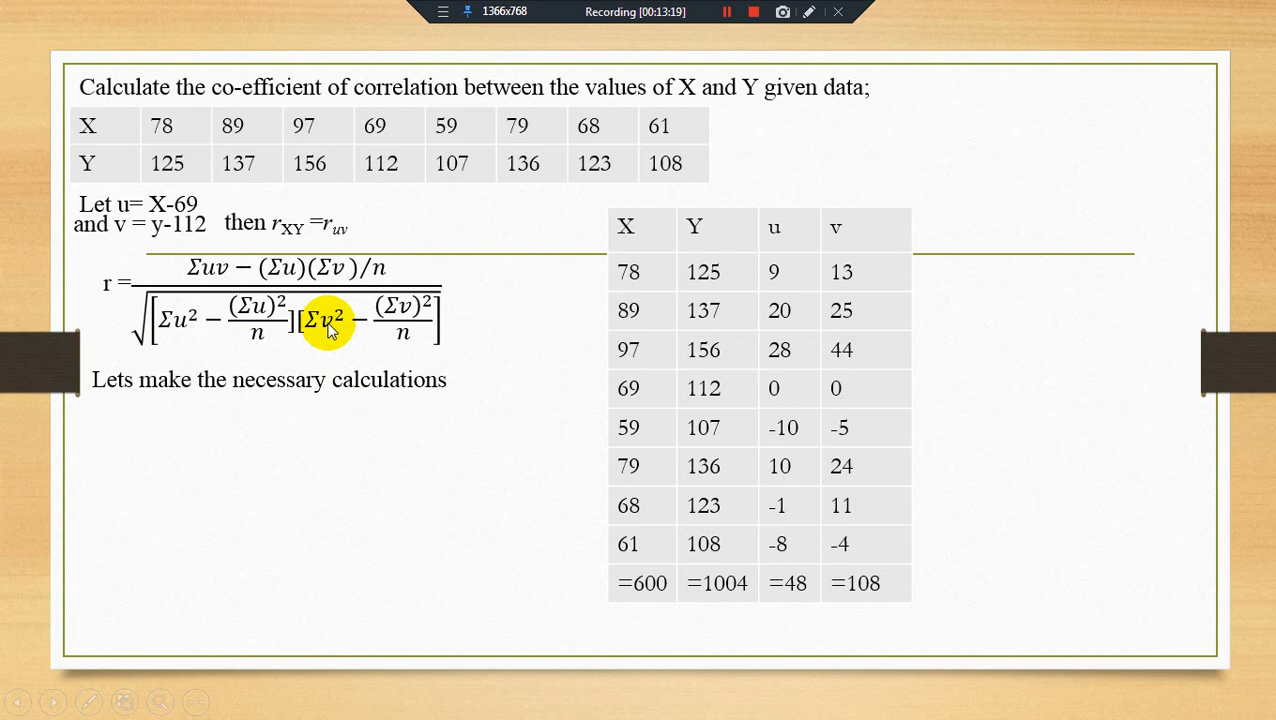 1366x768 Recording [00:13:19]
Calculate the co-efficient of correlation between the values of X and Y given data;
X 78 89 97 69 59 79 68 61
Y 125 137 156 112 107 136 123 108
Let u= X-69
and v = y-112 then r_XY =r_uv
r = \frac{Σuv − (Σu)(Σv)/n}{\sqrt{[Σu² − \frac{(Σu)²}{n}][Σv² − \frac{(Σv)²}{n}]}}
Lets make the necessary calculations
X Y u v
78 125 9 13
89 137 20 25
97 156 28 44
69 112 0 0
59 107 -10 -5
79 136 10 24
68 123 -1 11
61 108 -8 -4
=600 =1004 =48 =108